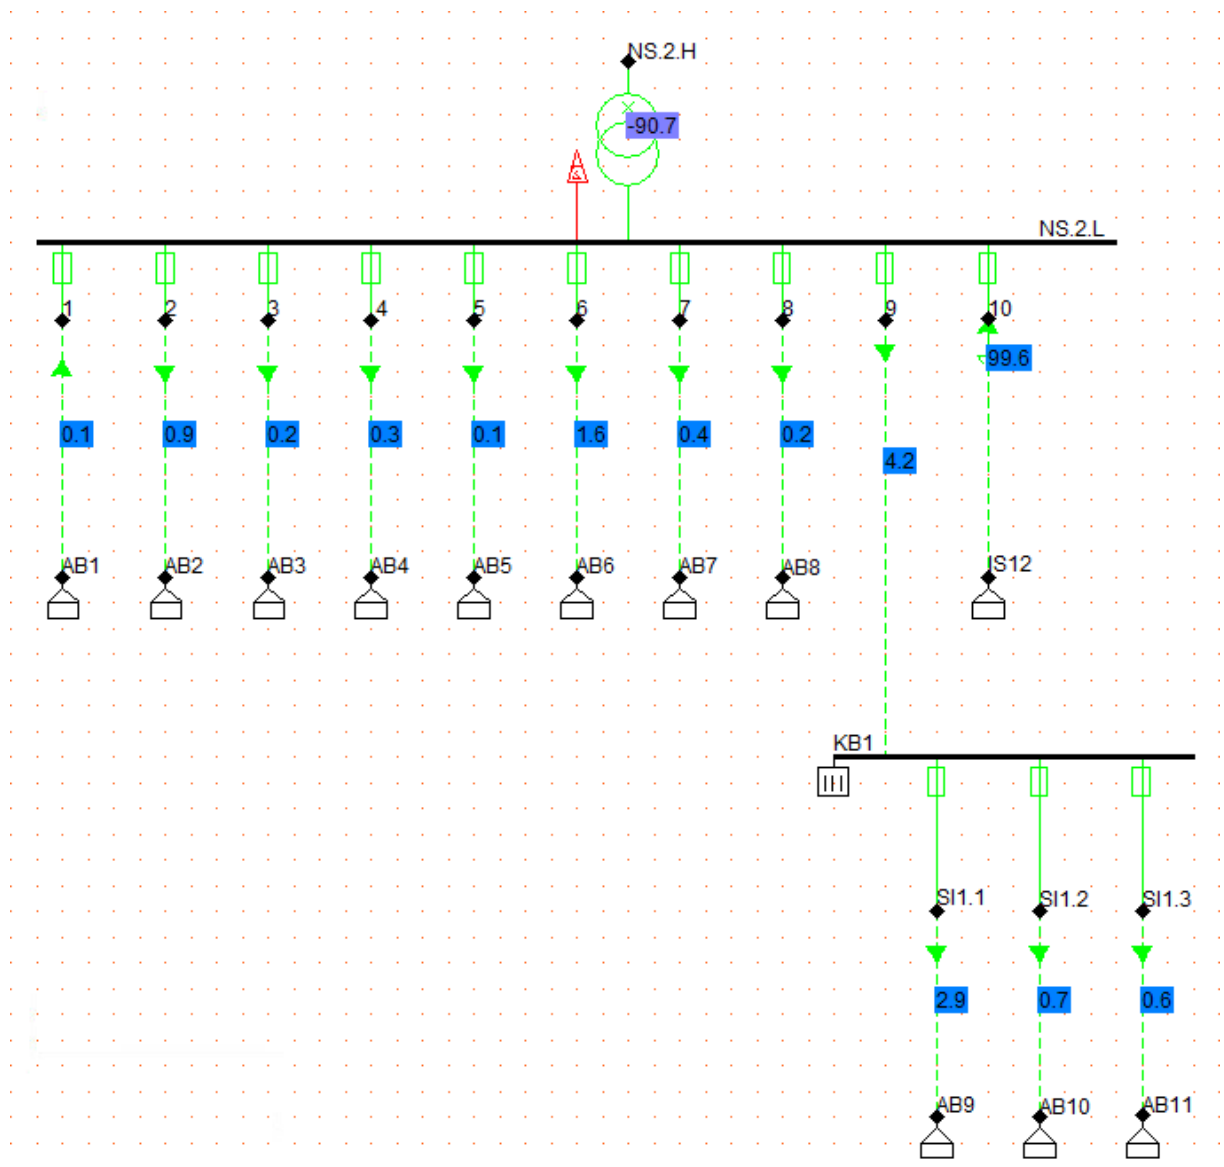 NS.2.H
-90.7
NS.2.L
1 2 3 4 5 6 7 8 9 10
99.6
0.1 0.9 0.2 0.3 0.1 1.6 0.4 0.2
4.2
AB1 AB2 AB3 AB4 AB5 AB6 AB7 AB8 IS12
KB1
SI1.1 SI1.2 SI1.3
2.9 0.7 0.6
AB9 AB10 AB11